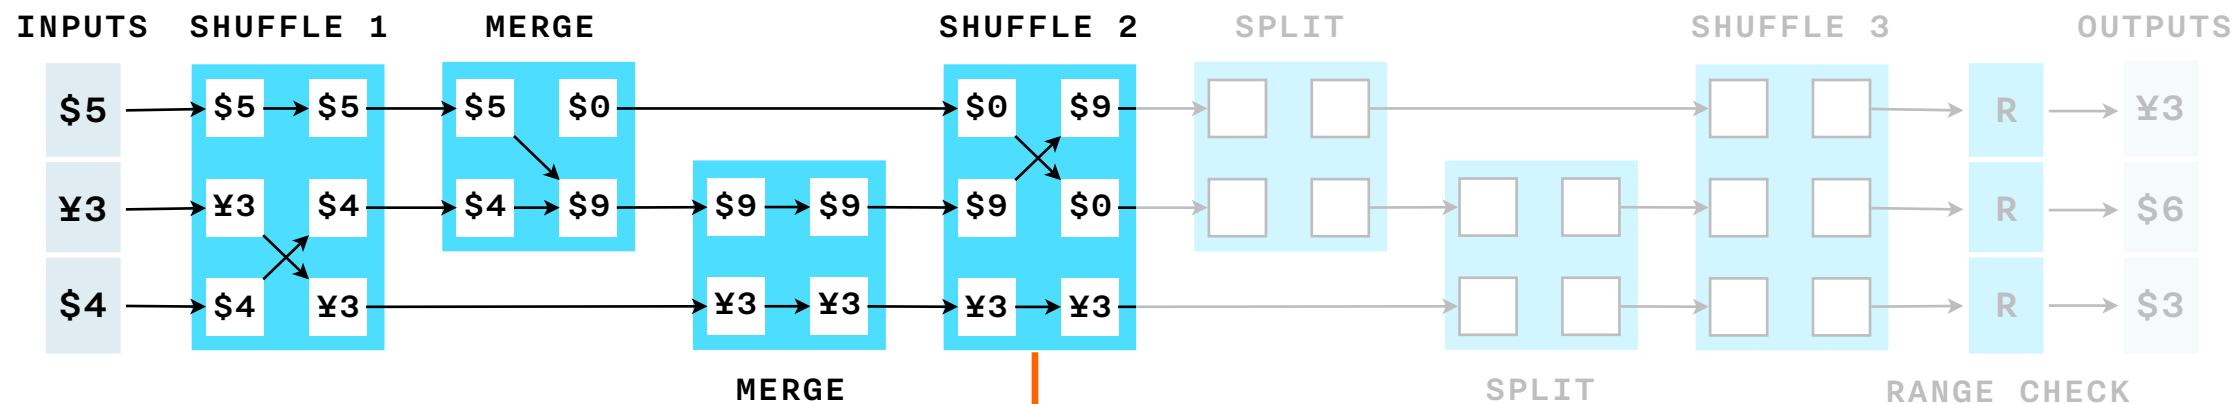 INPUTS SHUFFLE 1 MERGE SHUFFLE 2 SPLIT SHUFFLE 3 OUTPUTS
$5 $5 $5 $5 $0 $0 $9 R ¥3
¥3 ¥3 $4 $4 $9 $9 $9 $9 $0 R $6
$4 $4 ¥3 ¥3 ¥3 ¥3 ¥3 R $3
MERGE SPLIT RANGE CHECK